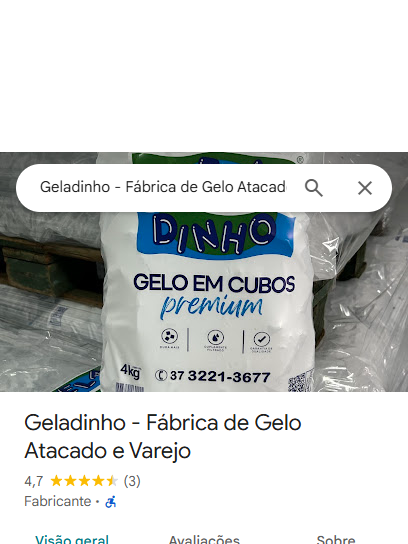 Geladinho - Fábrica de Gelo Atacad
DINHO
®
GELO EM CUBOS
premium
4kg
37 3221-3677
Geladinho - Fábrica de Gelo
Atacado e Varejo
4,7 (3)
Fabricante ·
Visão geral Avaliações Sobre